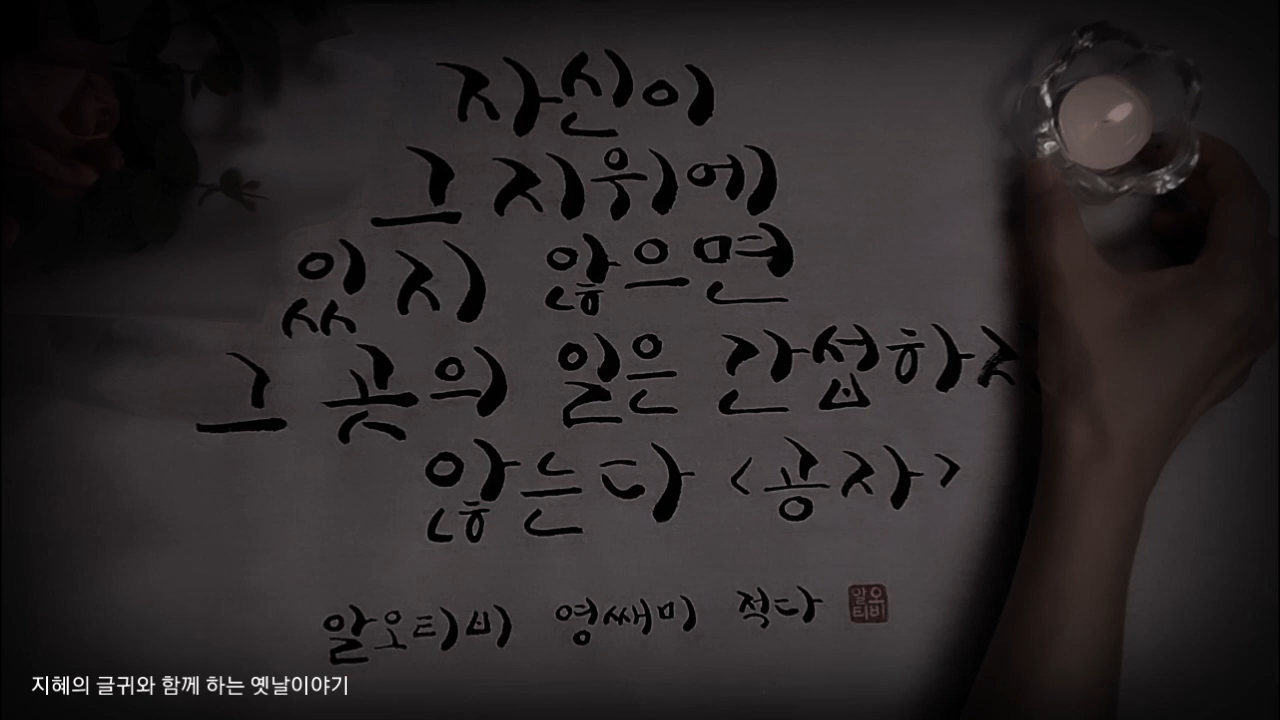 자신이
그 지위에
있지 않으면
그 곳의 일은 간섭하지
않는다 <공자>
알오티비 영쌔미 적다
알오
티비
지혜의 글귀와 함께 하는 옛날이야기